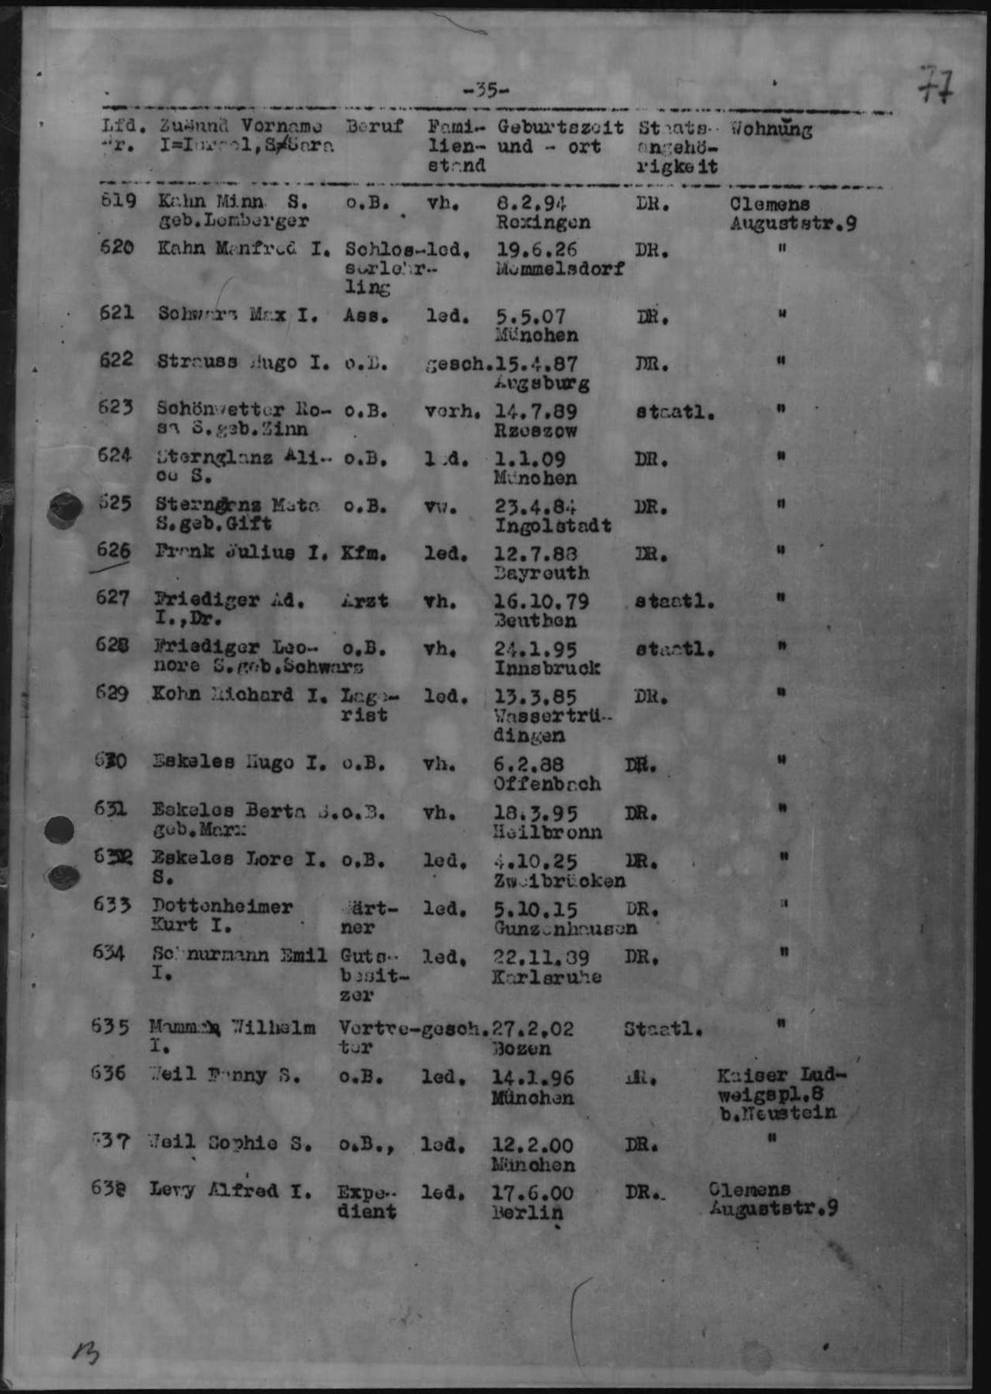 -35-
77
Lfd. Zu-und Vorname Beruf Fami- Geburtszeit Staats- Wohnung
Nr. I=Israel,S=Sara lien- und - ort angehö-
stand rigkeit
619 Kahn Minn S. o.B. vh. 8.2.94 DR. Clemens
geb.Lemberger Rexingen Auguststr.9
620 Kahn Manfred I. Schlos-led. 19.6.26 DR. "
serlehr- Memmelsdorf
ling
621 Schwarz Max I. Ass. led. 5.5.07 DR. "
München
622 Strauss Hugo I. o.B. gesch.15.4.87 DR. "
Augsburg
623 Schönwetter Ro- o.B. verh. 14.7.89 staatl. "
sa S.geb.Zinn Rzeszow
624 Sternglanz Ali- o.B. led. 1.1.09 DR. "
ce S. München
625 Meta o.B. vw. 23.4.84 DR. "
S.geb.Gift Ingolstadt
626 Frank Julius I. Kfm. led. 12.7.88 DR. "
Bayreuth
627 Friediger Ad. Arzt vh. 16.10.79 staatl. "
I.,Dr. Beuthen
628 Friediger Leo- o.B. vh. 24.1.95 staatl. "
nore S.geb.Schwarz Innsbruck
629 Kohn Richard I. Lage- led. 13.3.85 DR. "
rist Wassertrü-
dingen
630 Eskeles Hugo I. o.B. vh. 6.2.88 DR. "
Offenbach
631 Eskeles Berta S.o.B. vh. 18.3.95 DR. "
geb.Marx Heilbronn
632 Eskeles Lore I. o.B. led. 4.10.25 DR. "
S. Zweibrücken
633 Dottenheimer Gärt- led. 5.10.15 DR. "
Kurt I. ner Gunzenhausen
634 Schnurmann Emil Guts- led. 22.11.89 DR. "
I. besit- Karlsruhe
zer
635 Wilhelm Vertre-gesch.27.2.02 Staatl. "
I. ter Bozen
636 Weil Fanny S. o.B. led. 14.1.96 DR. Kaiser Lud-
München weigspl.8
b.Neustein
637 Weil Sophie S. o.B., led. 12.2.00 DR. "
München
638 Levy Alfred I. Expe- led. 17.6.00 DR. Clemens
dient Berlin Auguststr.9